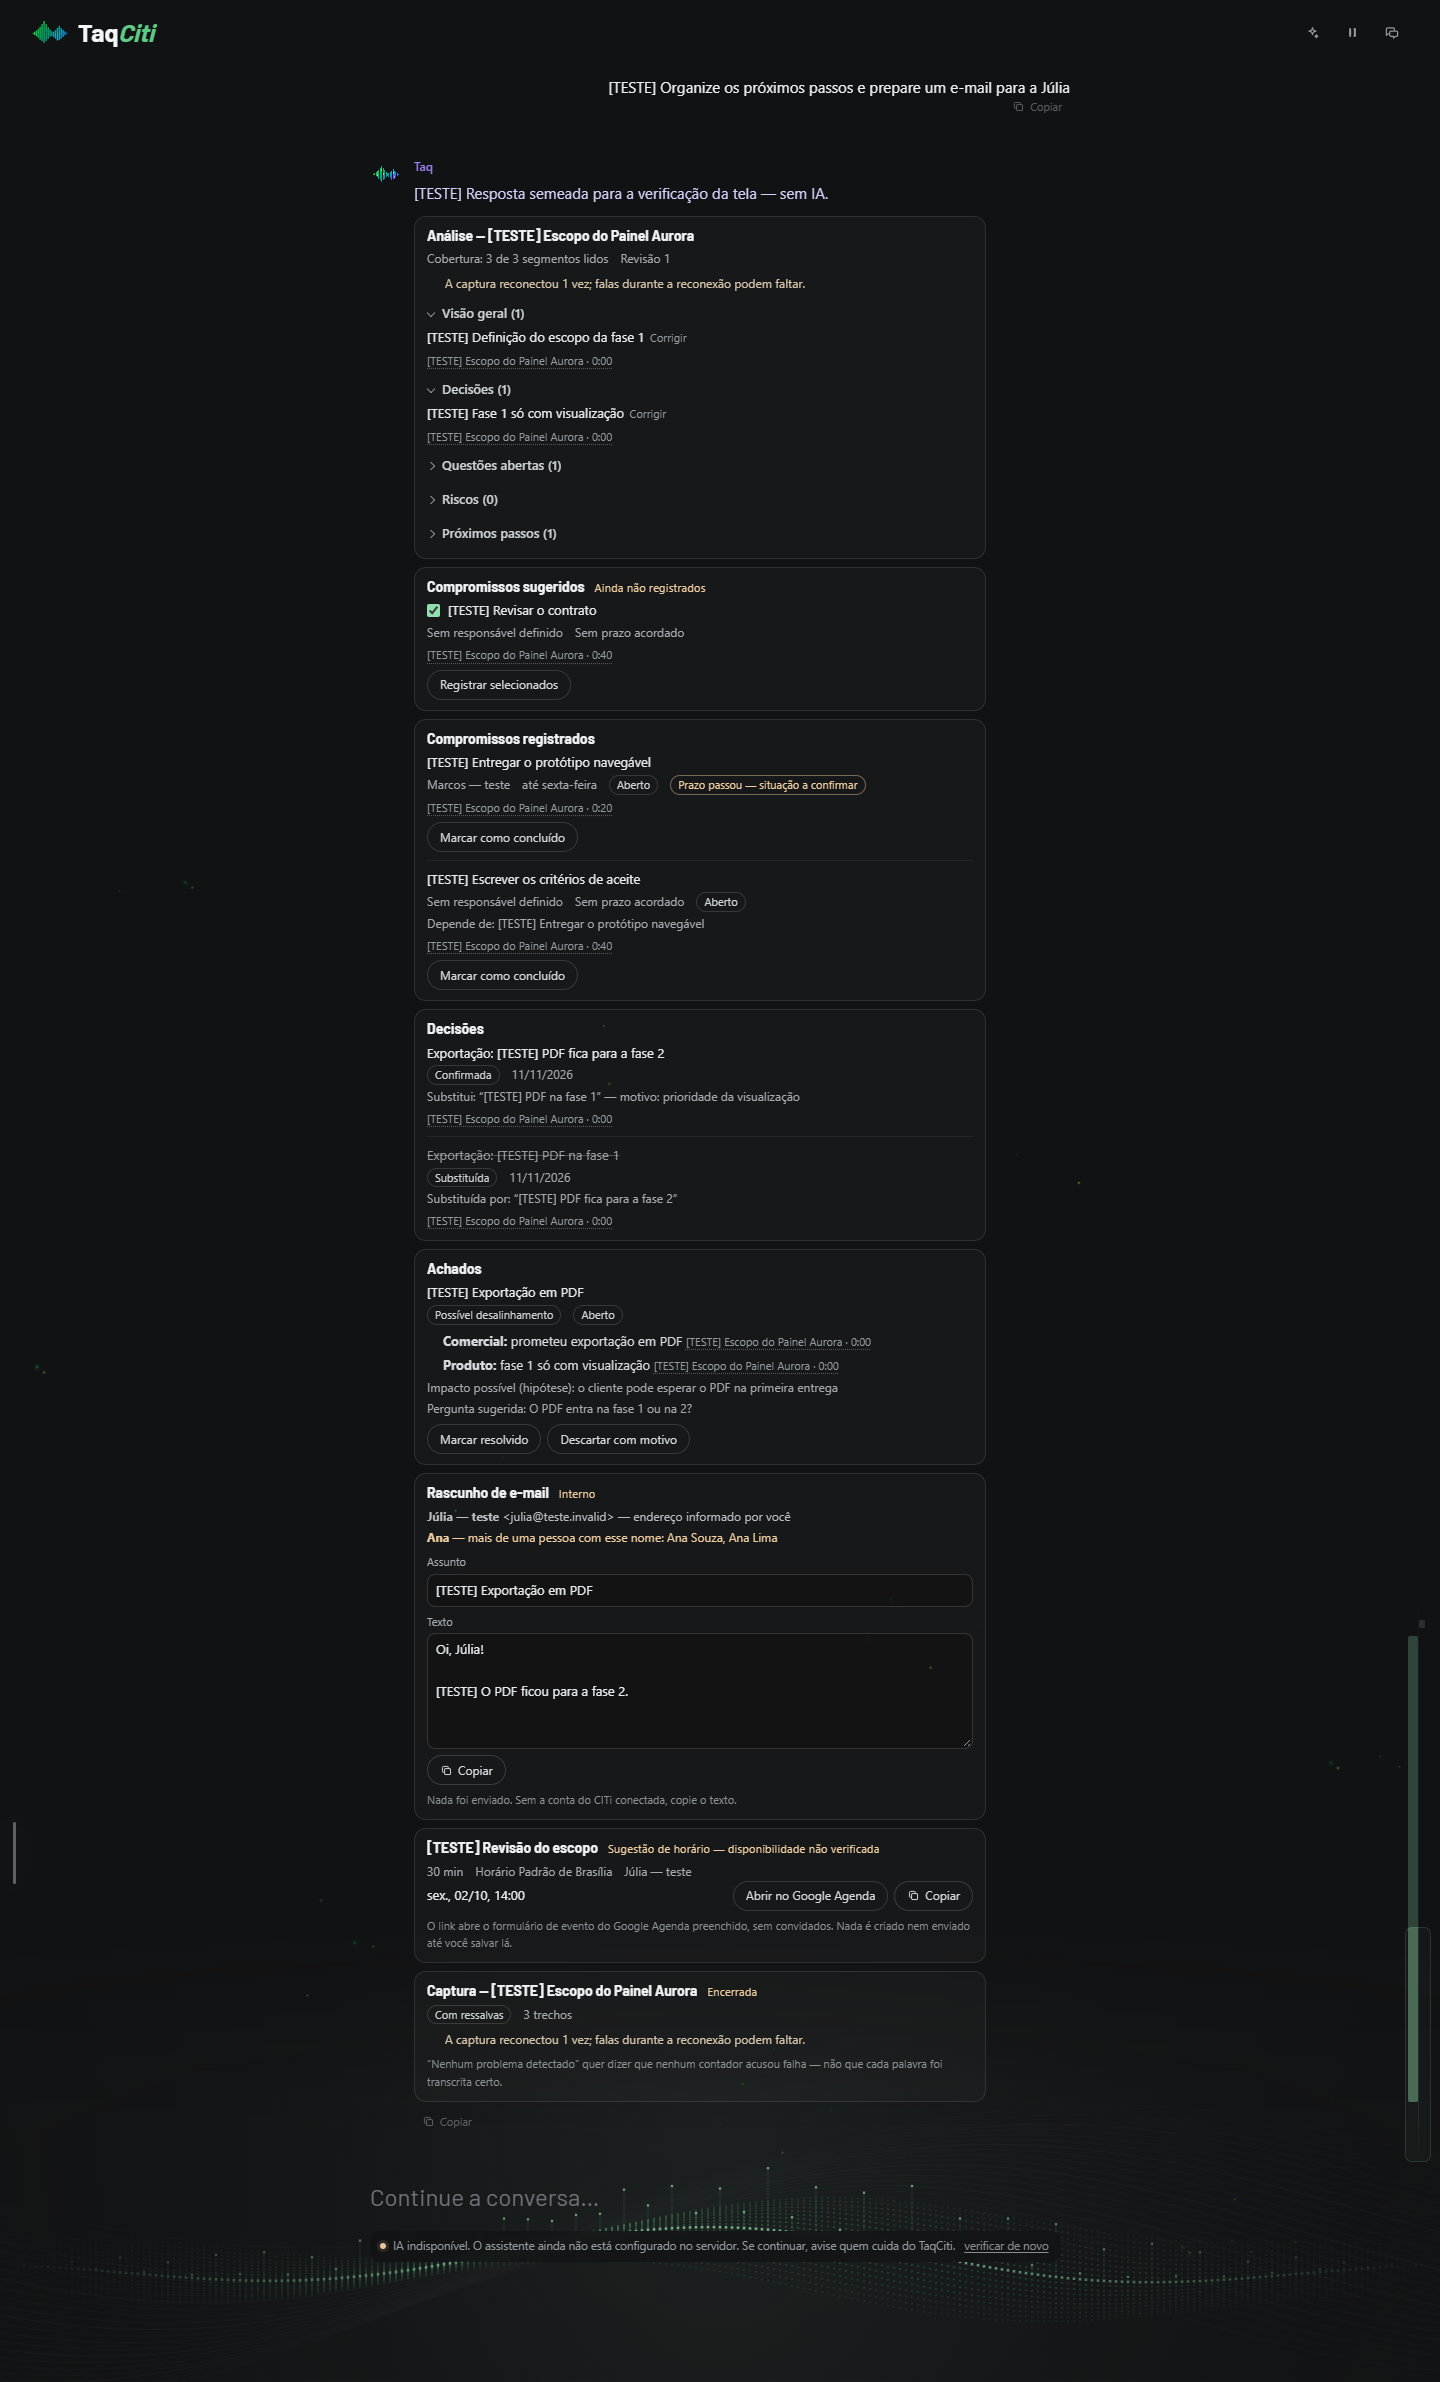 TaqCiti
[TESTE] Organize os próximos passos e prepare um e-mail para a Júlia
Copiar
Taq
[TESTE] Resposta semeada para a verificação da tela — sem IA.
Análise — [TESTE] Escopo do Painel Aurora
Cobertura: 3 de 3 segmentos lidos Revisão 1
A captura reconectou 1 vez; falas durante a reconexão podem faltar.
Visão geral (1)
[TESTE] Definição do escopo da fase 1 Corrigir
[TESTE] Escopo do Painel Aurora · 0:00
Decisões (1)
[TESTE] Fase 1 só com visualização Corrigir
[TESTE] Escopo do Painel Aurora · 0:00
Questões abertas (1)
Riscos (0)
Próximos passos (1)
Compromissos sugeridos Ainda não registrados
[TESTE] Revisar o contrato
Sem responsável definido Sem prazo acordado
[TESTE] Escopo do Painel Aurora · 0:40
Registrar selecionados
Compromissos registrados
[TESTE] Entregar o protótipo navegável
Marcos — teste até sexta-feira Aberto Prazo passou — situação a confirmar
[TESTE] Escopo do Painel Aurora · 0:20
Marcar como concluído
[TESTE] Escrever os critérios de aceite
Sem responsável definido Sem prazo acordado Aberto
Depende de: [TESTE] Entregar o protótipo navegável
[TESTE] Escopo do Painel Aurora · 0:40
Marcar como concluído
Decisões
Exportação: [TESTE] PDF fica para a fase 2
Confirmada 11/11/2026
Substitui: “[TESTE] PDF na fase 1” — motivo: prioridade da visualização
[TESTE] Escopo do Painel Aurora · 0:00
Exportação: [TESTE] PDF na fase 1
Substituída 11/11/2026
Substituída por: “[TESTE] PDF fica para a fase 2”
[TESTE] Escopo do Painel Aurora · 0:00
Achados
[TESTE] Exportação em PDF
Possível desalinhamento Aberto
Comercial: prometeu exportação em PDF [TESTE] Escopo do Painel Aurora · 0:00
Produto: fase 1 só com visualização [TESTE] Escopo do Painel Aurora · 0:00
Impacto possível (hipótese): o cliente pode esperar o PDF na primeira entrega
Pergunta sugerida: O PDF entra na fase 1 ou na 2?
Marcar resolvido Descartar com motivo
Rascunho de e-mail Interno
Júlia — teste <julia@teste.invalid> — endereço informado por você
Ana — mais de uma pessoa com esse nome: Ana Souza, Ana Lima
Assunto
[TESTE] Exportação em PDF
Texto
Oi, Júlia!
[TESTE] O PDF ficou para a fase 2.
Copiar
Nada foi enviado. Sem a conta do CITi conectada, copie o texto.
[TESTE] Revisão do escopo Sugestão de horário — disponibilidade não verificada
30 min Horário Padrão de Brasília Júlia — teste
sex., 02/10, 14:00 Abrir no Google Agenda Copiar
O link abre o formulário de evento do Google Agenda preenchido, sem convidados. Nada é criado nem enviado
até você salvar lá.
Captura — [TESTE] Escopo do Painel Aurora Encerrada
Com ressalvas 3 trechos
A captura reconectou 1 vez; falas durante a reconexão podem faltar.
“Nenhum problema detectado” quer dizer que nenhum contador acusou falha — não que cada palavra foi
transcrita certo.
Copiar
Continue a conversa...
IA indisponível. O assistente ainda não está configurado no servidor. Se continuar, avise quem cuida do TaqCiti. verificar de novo